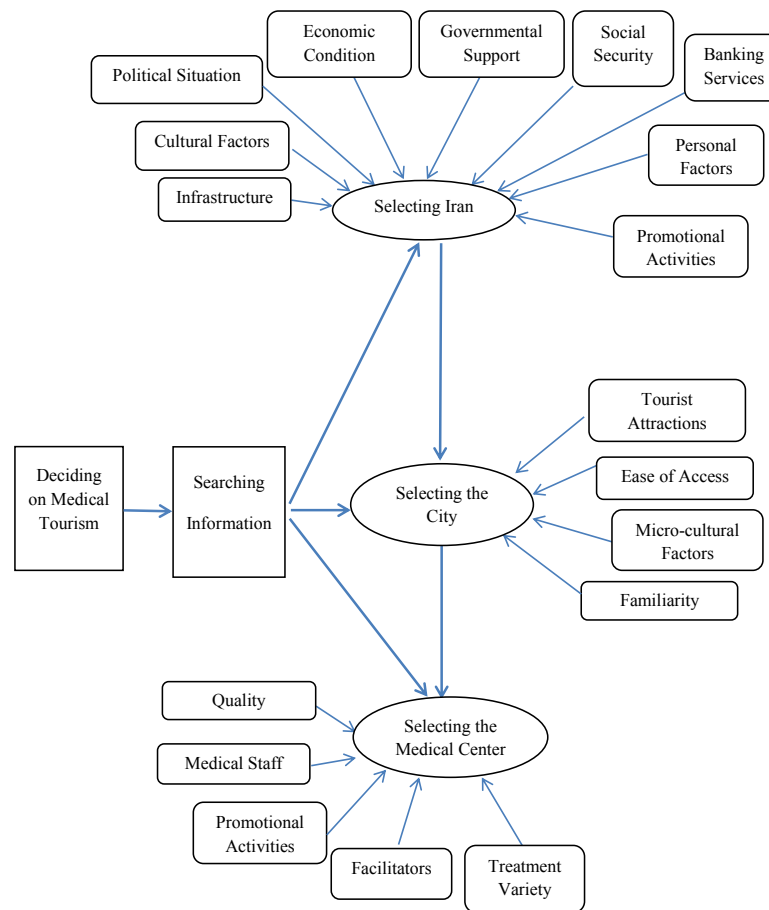 Economic
Condition
Governmental
Support
Social
Security
Banking
Services
Political Situation
Cultural Factors
Personal
Factors
Infrastructure
Selecting Iran
Promotional
Activities
Tourist
Attractions
Deciding
on Medical
Tourism
Searching
Information
Selecting the
City
Ease of Access
Micro-cultural
Factors
Familiarity
Quality
Selecting the
Medical Center
Medical Staff
Promotional
Activities
Facilitators
Treatment
Variety